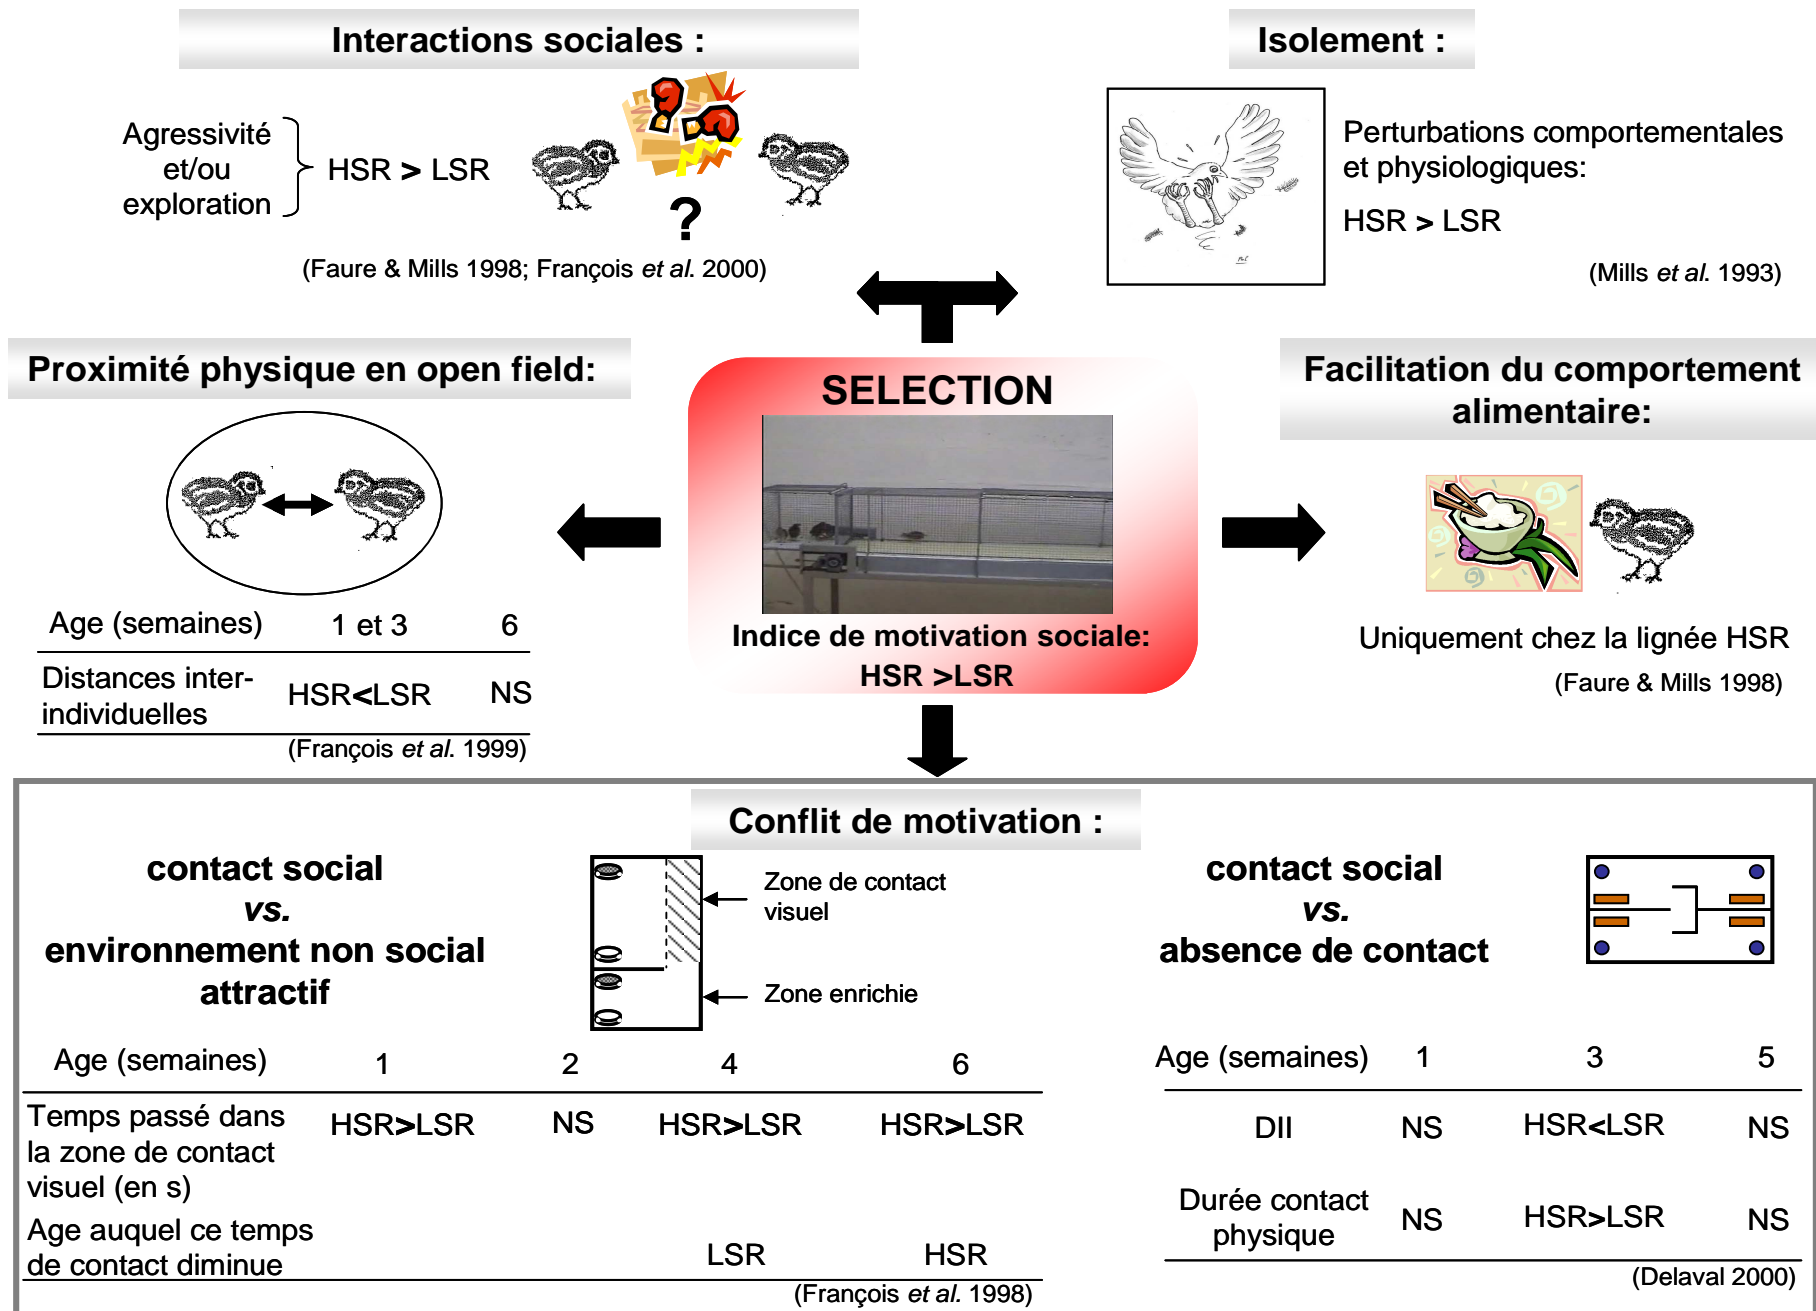 Interactions sociales :
Agressivité
et/ou
exploration
HSR > LSR
?
(Faure & Mills 1998; François et al. 2000)
Isolement :
Perturbations comportementales
et physiologiques:
HSR > LSR
(Mills et al. 1993)
Proximité physique en open field:
Age (semaines) 1 et 3 6
Distances inter-
individuelles
HSR<LSR NS
(François et al. 1999)
SELECTION
Indice de motivation sociale:
HSR >LSR
Facilitation du comportement
alimentaire:
Uniquement chez la lignée HSR
(Faure & Mills 1998)
Conflit de motivation :
contact social
vs.
environnement non social
attractif
Zone de contact
visuel
Zone enrichie
Age (semaines) 1 2 4 6
Temps passé dans
la zone de contact
visuel (en s)
HSR>LSR NS HSR>LSR HSR>LSR
Age auquel ce temps
de contact diminue
LSR HSR
(François et al. 1998)
contact social
vs.
absence de contact
Age (semaines) 1 3 5
DII NS HSR<LSR NS
Durée contact
physique
NS HSR>LSR NS
(Delaval 2000)